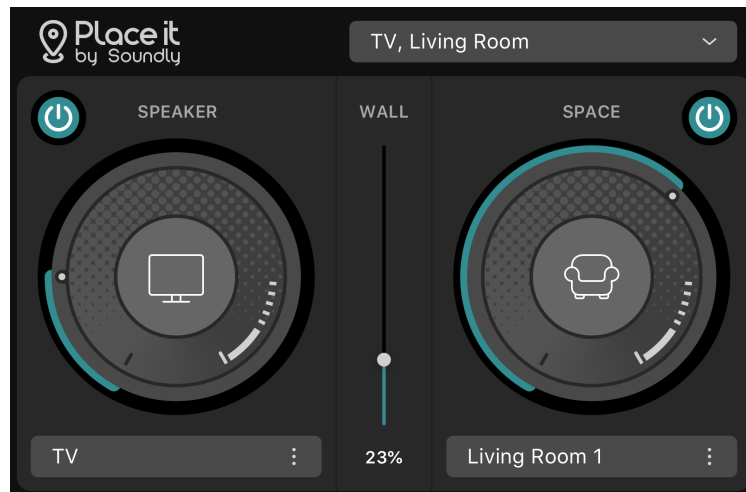 Place it
by Soundly
TV, Living Room
SPEAKER
WALL
SPACE
TV
23%
Living Room 1